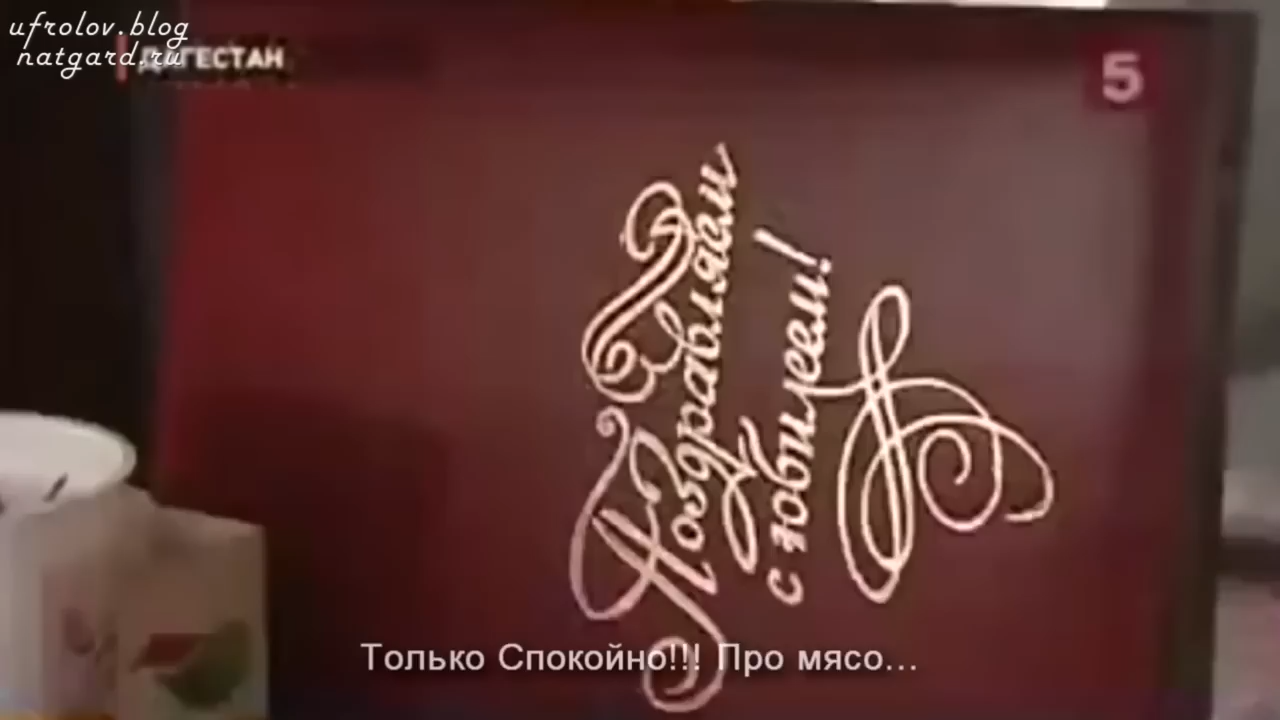 ufrolov.blog
natgard.ru
ДАГЕСТАН
5
Поздравляем
с юбилеем!
Только Спокойно!!! Про мясо...